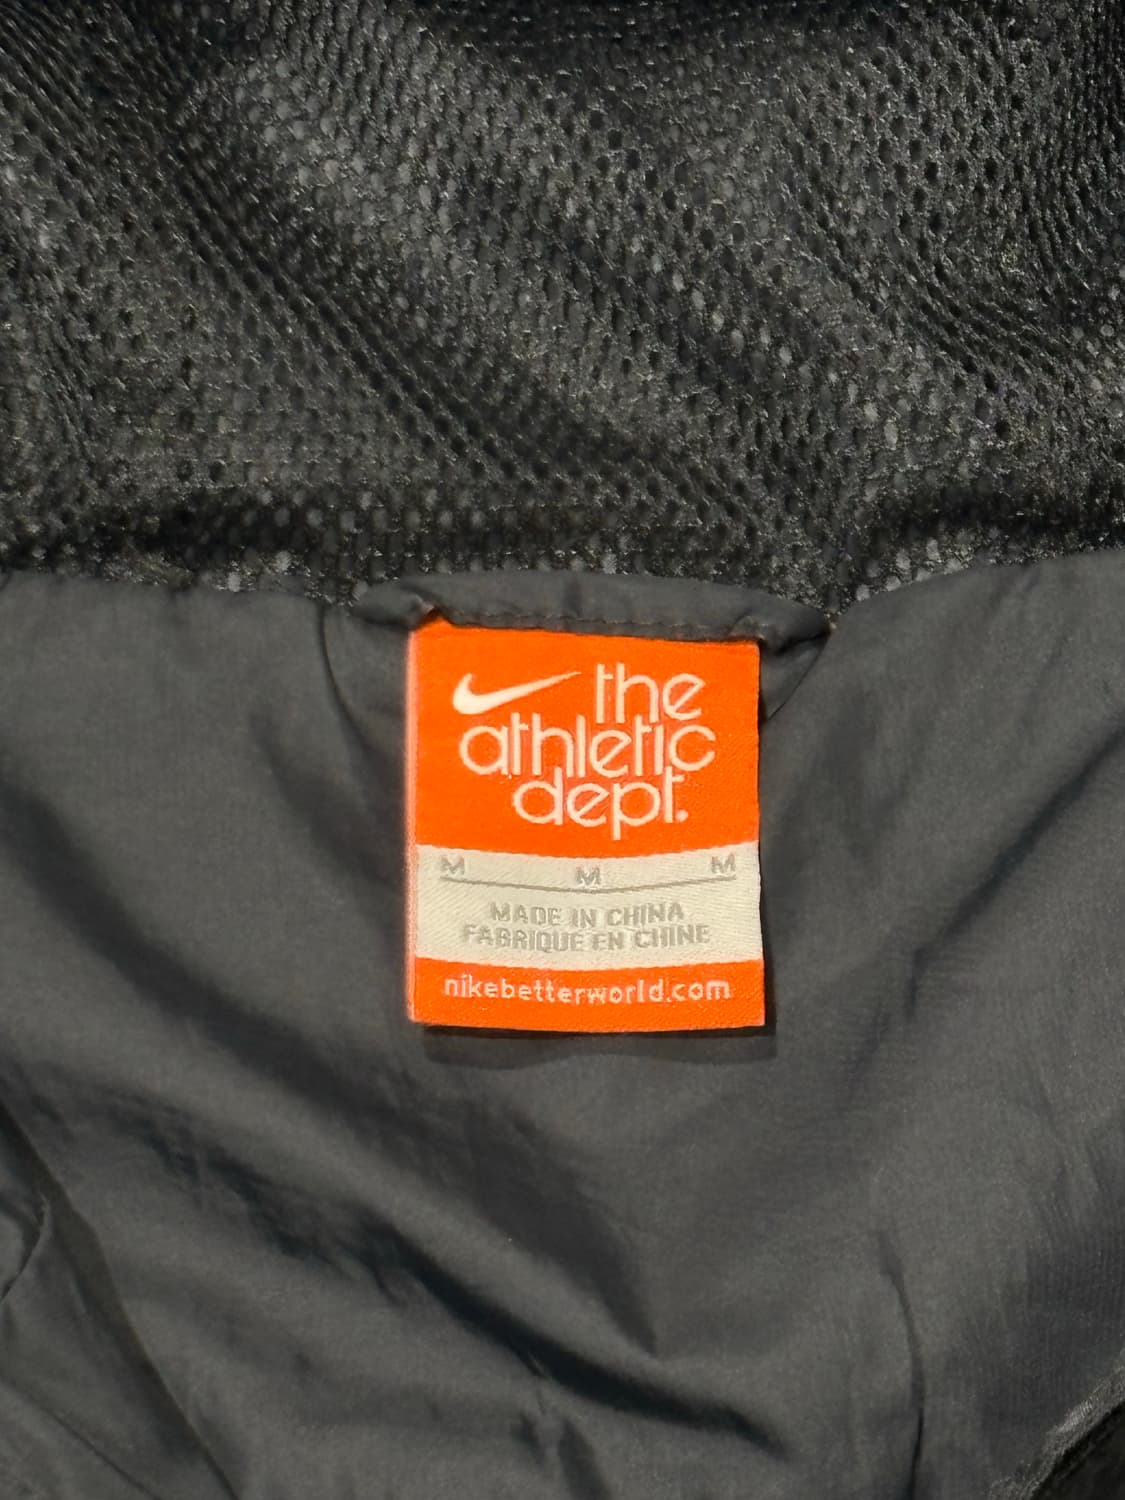 the
athletic
dept.
M M M
MADE IN CHINA
FABRIQUE EN CHINE
nikebetterworld.com